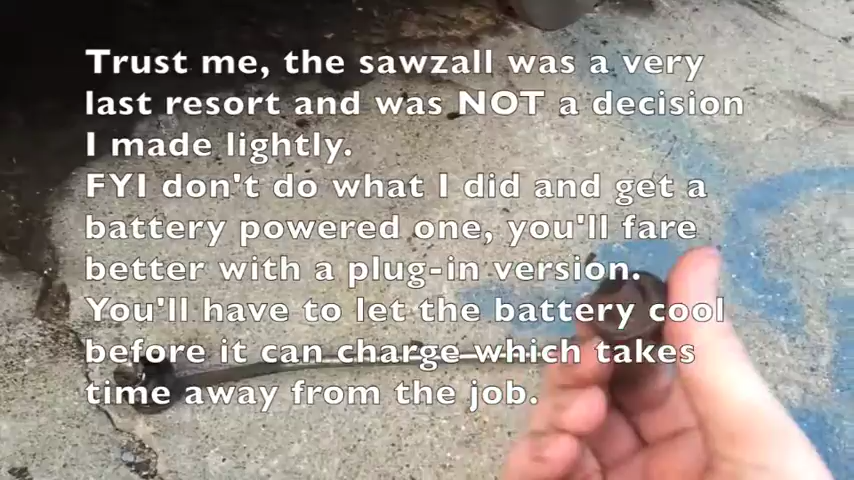 Trust me, the sawzall was a very
last resort and was NOT a decision
I made lightly.
FYI don't do what I did and get a
battery powered one, you'll fare
better with a plug-in version.
You'll have to let the battery cool
before it can charge which takes
time away from the job.